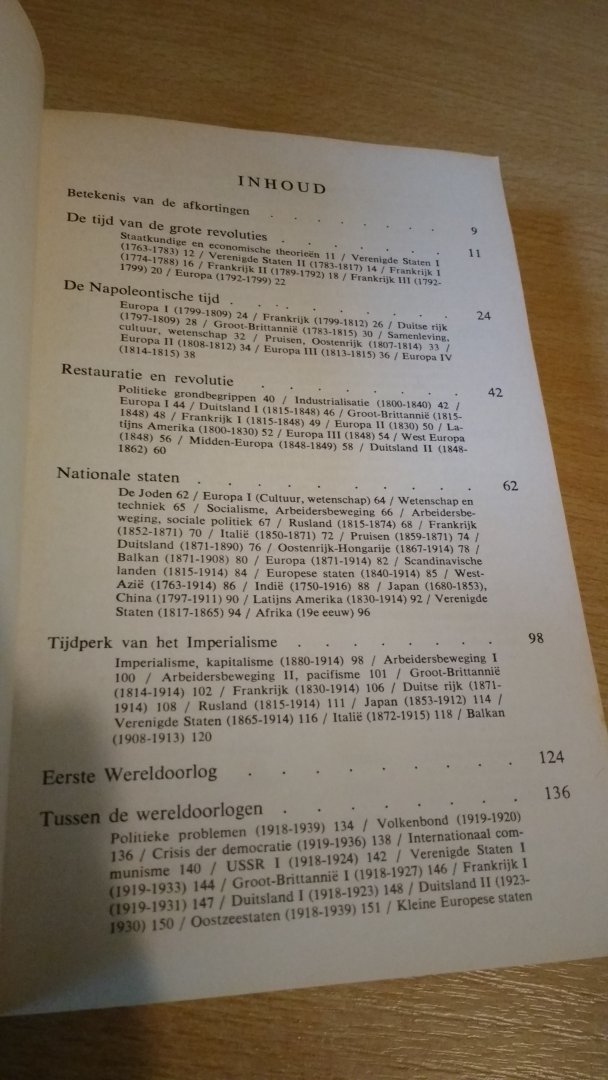 INHOUD
Betekenis van de afkortingen . . . . . . . 9
De tijd van de grote revoluties . . . . . . . 11
Staatkundige en economische theorieën 11 / Verenigde Staten I
(1763-1783) 12 / Verenigde Staten II (1783-1817) 14 / Frankrijk I
(1774-1788) 16 / Frankrijk II (1789-1792) 18 / Frankrijk III (1792-
1799) 20 / Europa (1792-1799) 22
De Napoleontische tijd . . . . . . . . 24
Europa I (1799-1809) 24 / Frankrijk (1799-1812) 26 / Duitse rijk
(1797-1809) 28 / Groot-Brittannië (1783-1815) 30 / Samenleving,
cultuur, wetenschap 32 / Pruisen, Oostenrijk (1807-1814) 33 /
Europa II (1808-1812) 34 / Europa III (1813-1815) 36 / Europa IV
(1814-1815) 38
Restauratie en revolutie . . . . . . . . 42
Politieke grondbegrippen 40 / Industrialisatie (1800-1840) 42 /
Europa I 44 / Duitsland I (1815-1848) 46 / Groot-Brittannië (1815-
1848) 48 / Frankrijk I (1815-1848) 49 / Europa II (1830) 50 / La-
tijns Amerika (1800-1830) 52 / Europa III (1848) 54 / West Europa
(1848) 56 / Midden-Europa (1848-1849) 58 / Duitsland II (1848-
1862) 60
Nationale staten . . . . . . . . . 62
De Joden 62 / Europa I (Cultuur, wetenschap) 64 / Wetenschap en
techniek 65 / Socialisme, Arbeidersbeweging 66 / Arbeidersbe-
weging, sociale politiek 67 / Rusland (1815-1874) 68 / Frankrijk
(1852-1871) 70 / Italië (1850-1871) 72 / Pruisen (1859-1871) 74 /
Duitsland (1871-1890) 76 / Oostenrijk-Hongarije (1867-1914) 78 /
Balkan (1871-1908) 80 / Europa (1871-1914) 82 / Scandinavische
landen (1815-1914) 84 / Europese staten (1840-1914) 85 / West-
Azië (1763-1914) 86 / Indië (1750-1916) 88 / Japan (1680-1853),
China (1797-1911) 90 / Latijns Amerika (1830-1914) 92 / Verenigde
Staten (1817-1865) 94 / Afrika (19e eeuw) 96
Tijdperk van het Imperialisme . . . . . . . 98
Imperialisme, kapitalisme (1880-1914) 98 / Arbeidersbeweging I
100 / Arbeidersbeweging II, pacifisme 101 / Groot-Brittannië
(1814-1914) 102 / Frankrijk (1830-1914) 106 / Duitse rijk (1871-
1914) 108 / Rusland (1815-1914) 111 / Japan (1853-1912) 114 /
Verenigde Staten (1865-1914) 116 / Italië (1872-1915) 118 / Balkan
(1908-1913) 120
Eerste Wereldoorlog . . . . . . . . . 124
Tussen de wereldoorlogen . . . . . . . . 136
Politieke problemen (1918-1939) 134 / Volkenbond (1919-1920)
136 / Crisis der democratie (1919-1936) 138 / Internationaal com-
munisme 140 / USSR I (1918-1924) 142 / Verenigde Staten I
(1919-1933) 144 / Groot-Brittannië I (1918-1927) 146 / Frankrijk I
(1919-1931) 147 / Duitsland I (1918-1923) 148 / Duitsland II (1923-
1930) 150 / Oostzeestaten (1918-1939) 151 / Kleine Europese staten